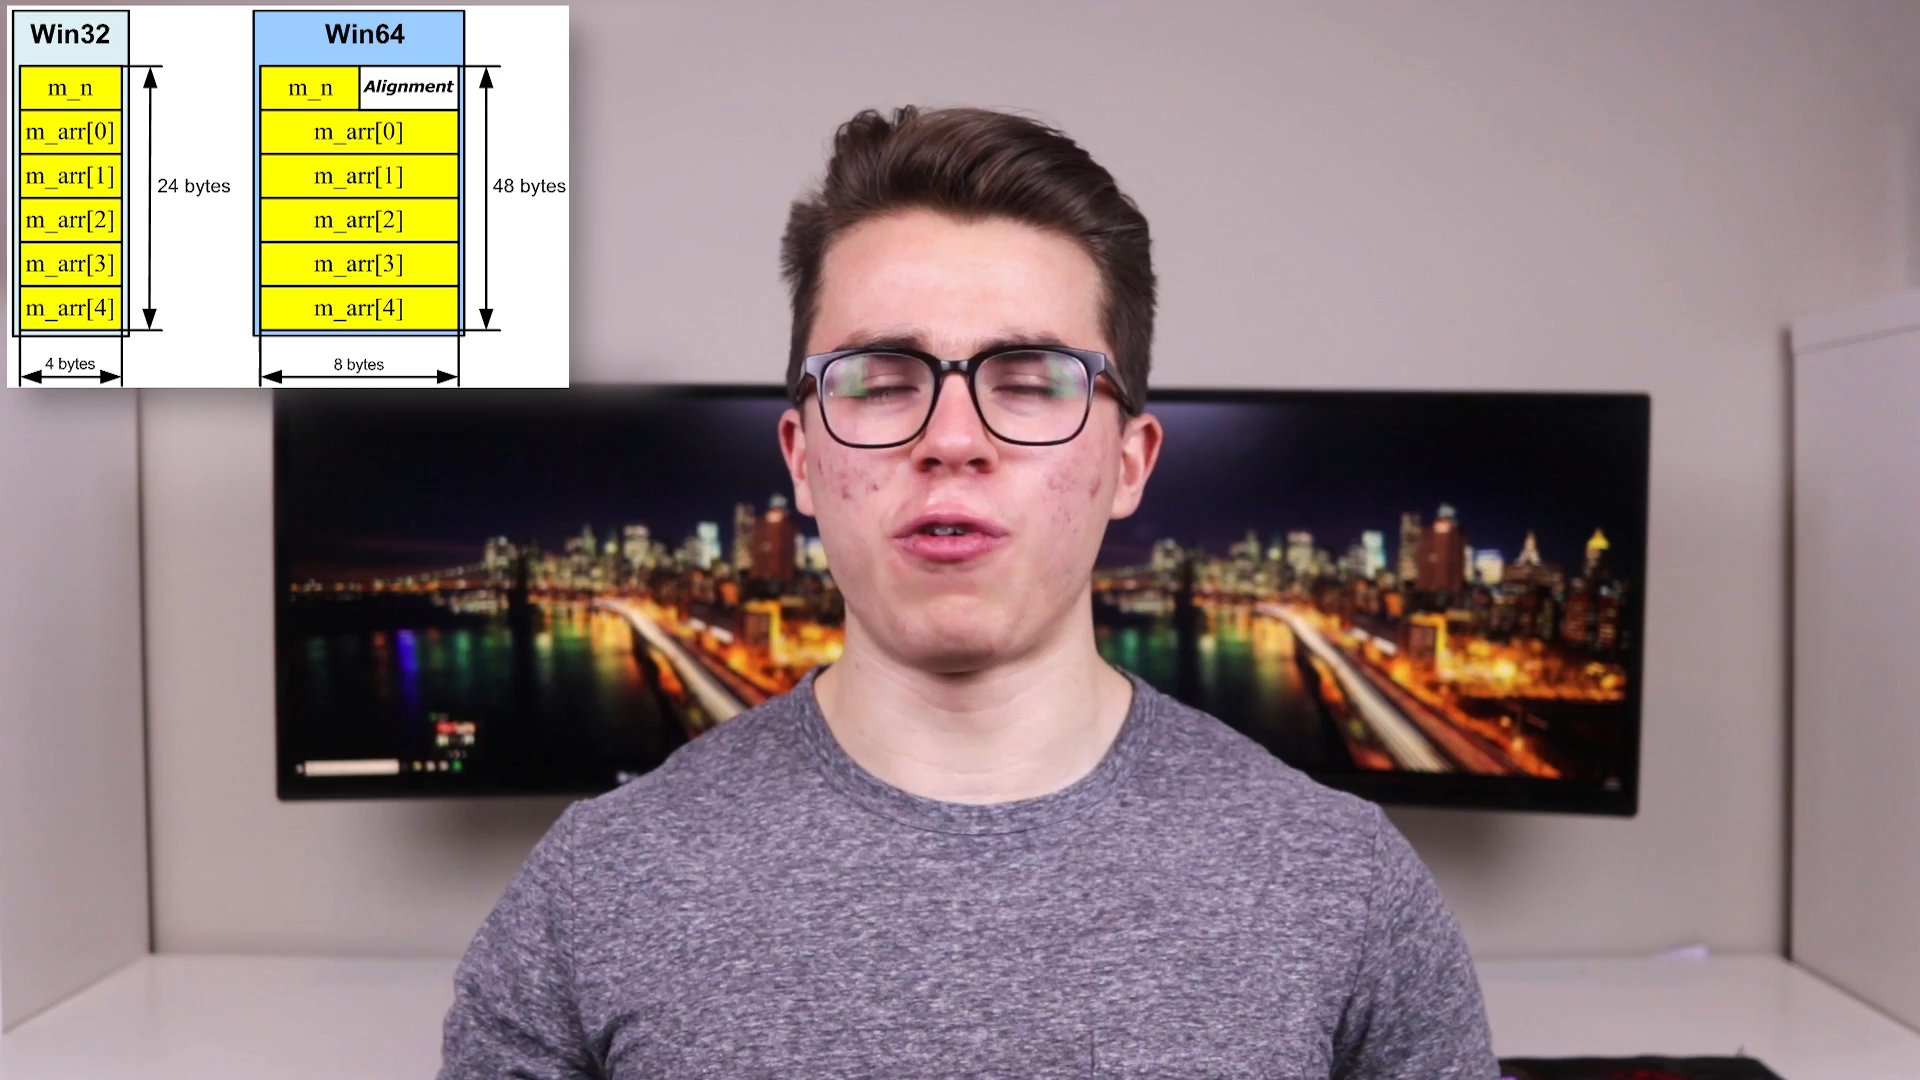 Win32
m_n
m_arr[0]
m_arr[1]
m_arr[2]
m_arr[3]
m_arr[4]
24 bytes
4 bytes
Win64
m_n Alignment
m_arr[0]
m_arr[1]
m_arr[2]
m_arr[3]
m_arr[4]
48 bytes
8 bytes